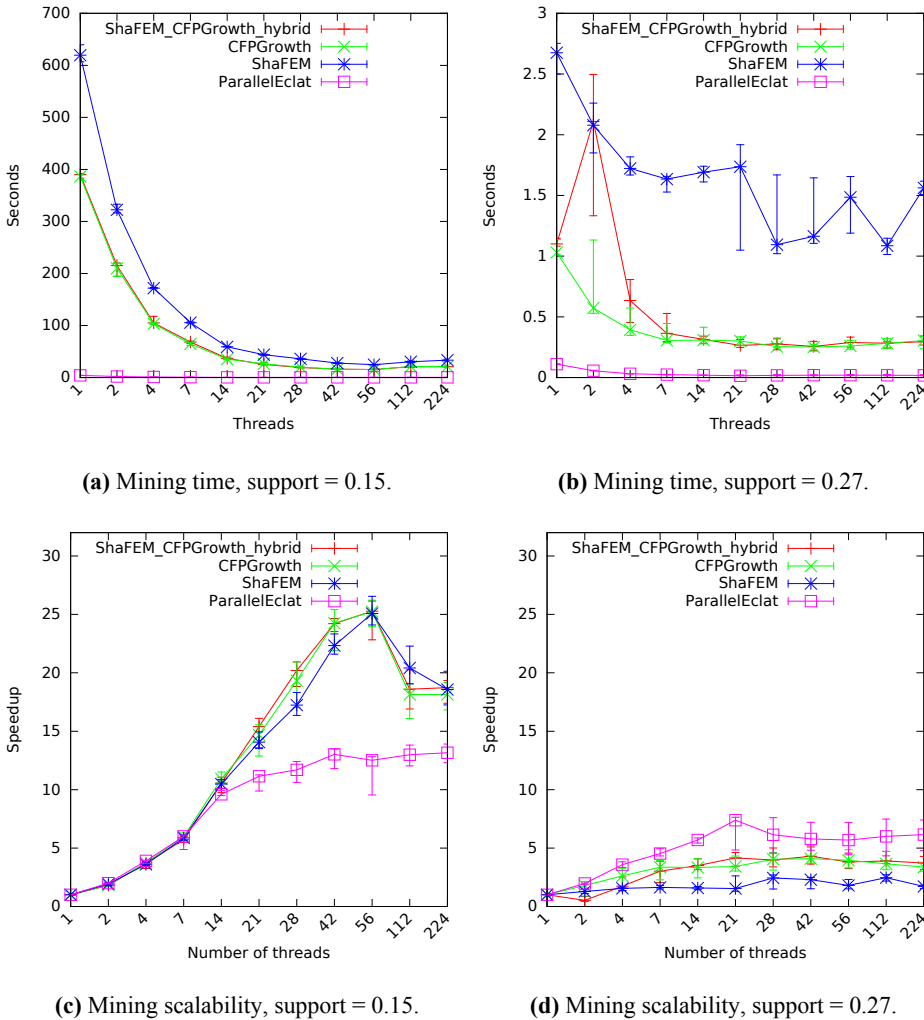 ShaFEM_CFPGrowth_hybrid
CFPGrowth
ShaFEM
ParallelEclat
Seconds
700
600
500
400
300
200
100
0
1 2 4 7 14 21 28 42 56 112 224
Threads
(a) Mining time, support = 0.15.
ShaFEM_CFPGrowth_hybrid
CFPGrowth
ShaFEM
ParallelEclat
Seconds
3
2.5
2
1.5
1
0.5
0
1 2 4 7 14 21 28 42 56 112 224
Threads
(b) Mining time, support = 0.27.
ShaFEM_CFPGrowth_hybrid
CFPGrowth
ShaFEM
ParallelEclat
Speedup
30
25
20
15
10
5
0
1 2 4 7 14 21 28 42 56 112 224
Number of threads
(c) Mining scalability, support = 0.15.
ShaFEM_CFPGrowth_hybrid
CFPGrowth
ShaFEM
ParallelEclat
Speedup
30
25
20
15
10
5
0
1 2 4 7 14 21 28 42 56 112 224
Number of threads
(d) Mining scalability, support = 0.27.